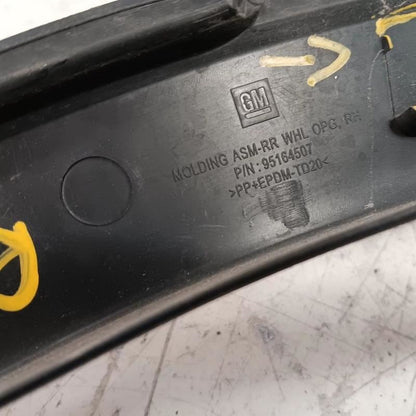 GM
MOLDING ASM-RR WHL OPG, RH
P/N : 95164507
>PP+EPDM-TD20<